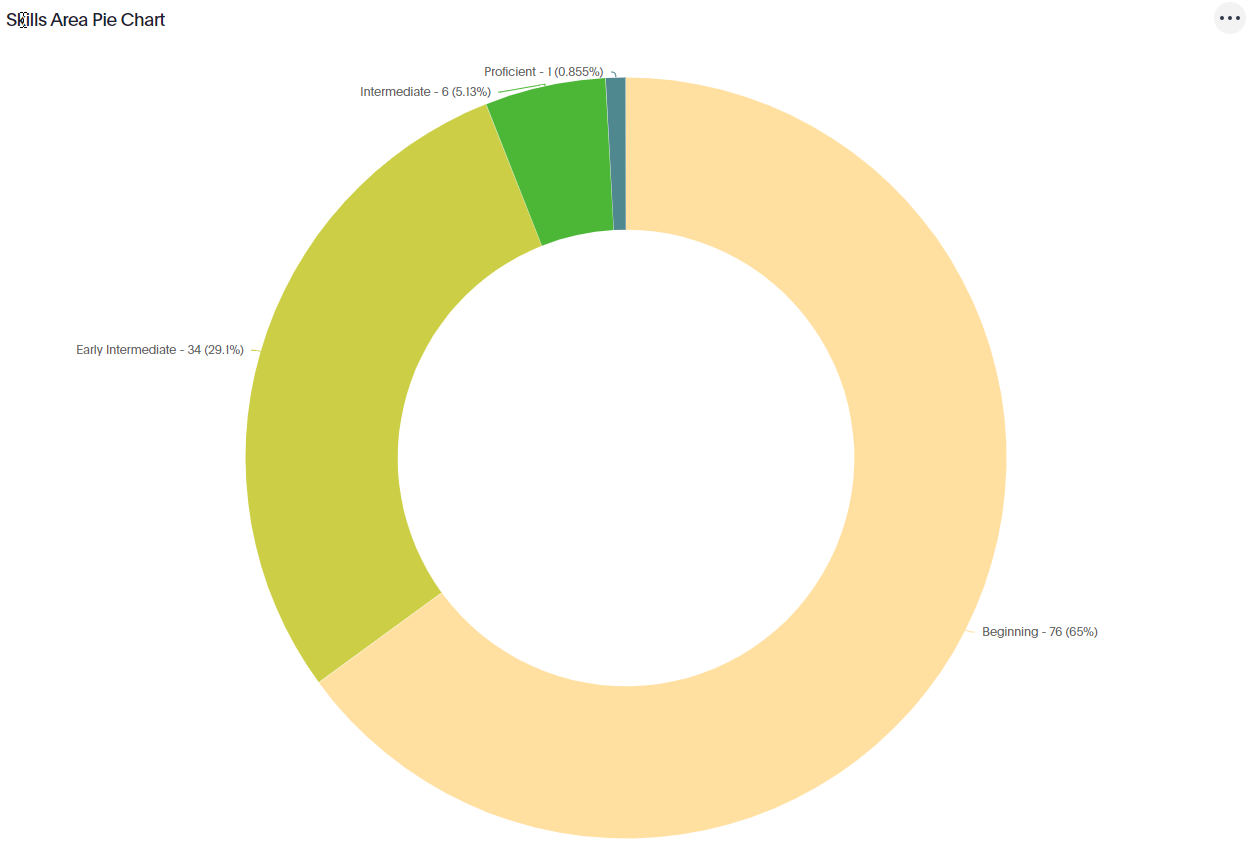 Skills Area Pie Chart
Proficient - 1 (0.855%)
Intermediate - 6 (5.13%)
Early Intermediate - 34 (29.1%)
Beginning - 76 (65%)